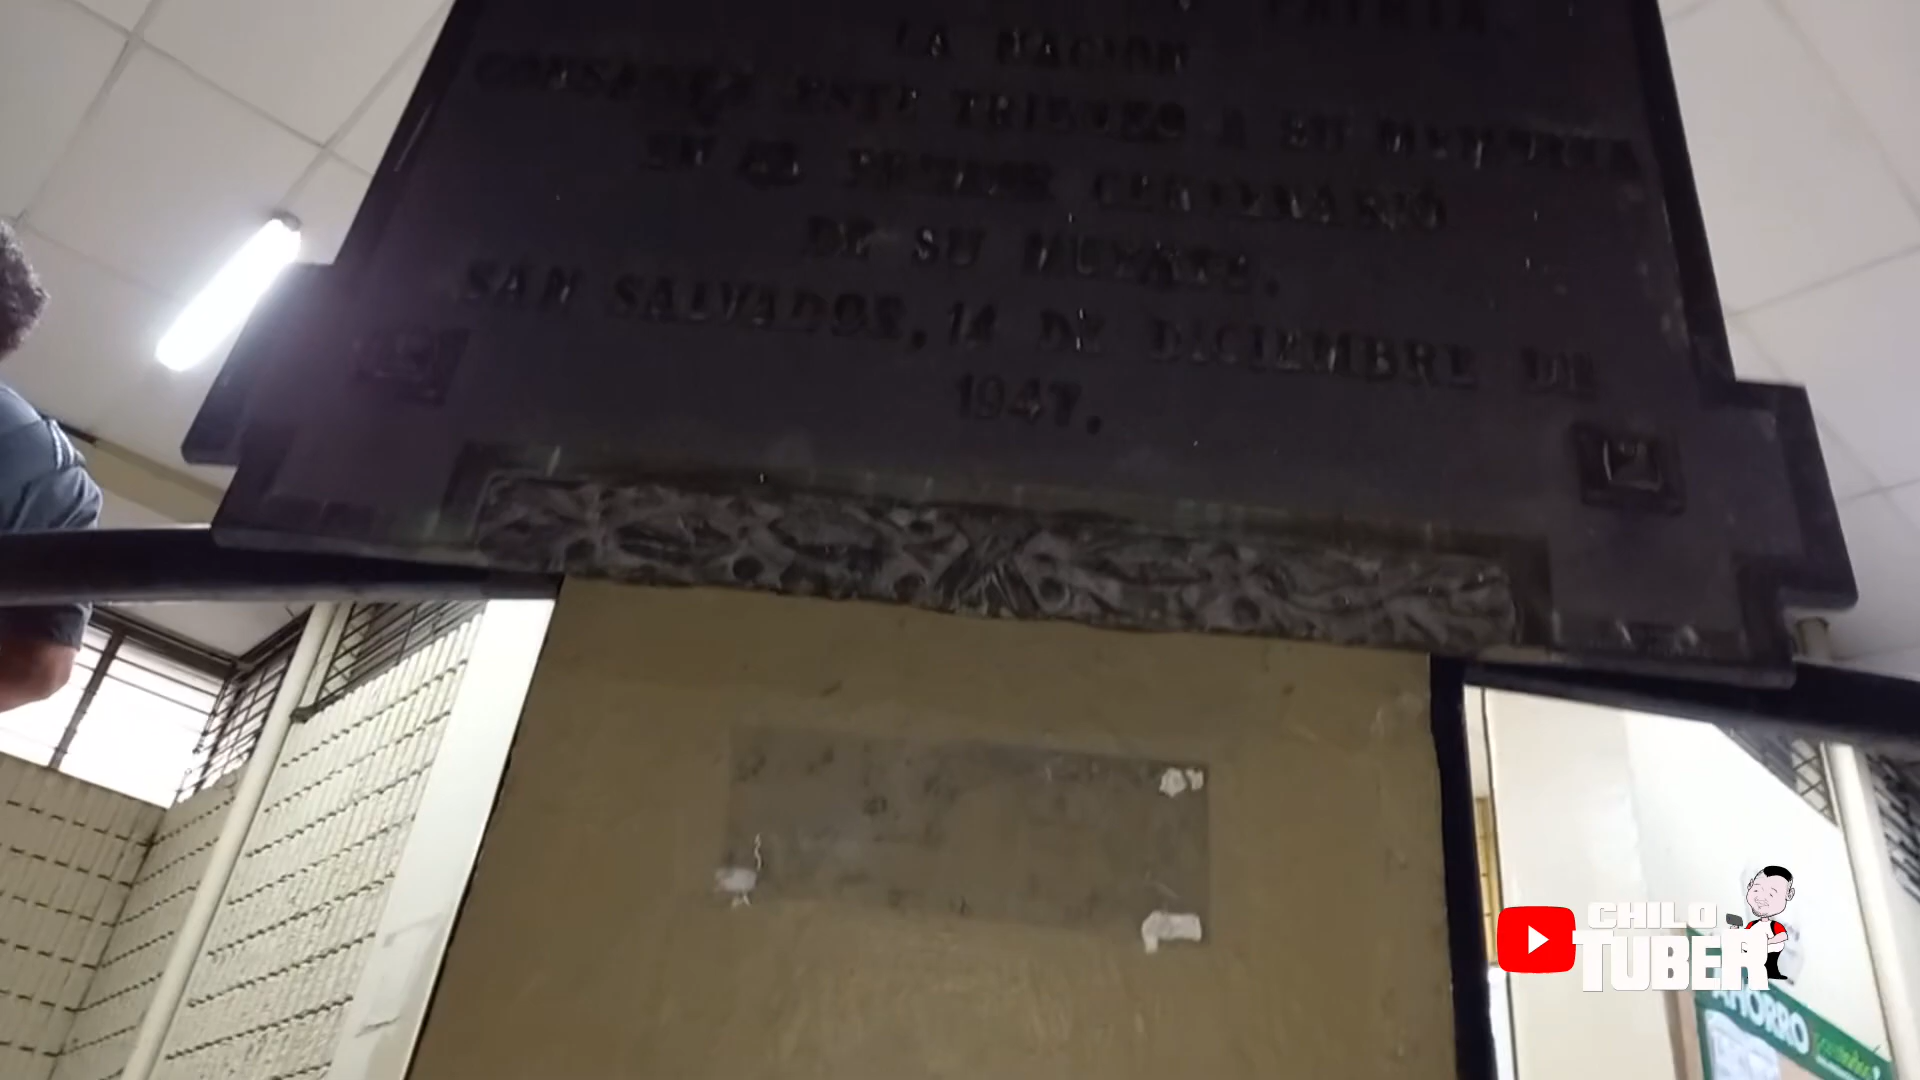 PATRIA.
LA NACION
CONSAGRA ESTE TRIBUTO A SU MEMORIA
EN EL PRIMER CENTENARIO
DE SU MUERTE.
SAN SALVADOR, 14 DE DICIEMBRE DE
1947.
CHILO
TUBER
AHORRO